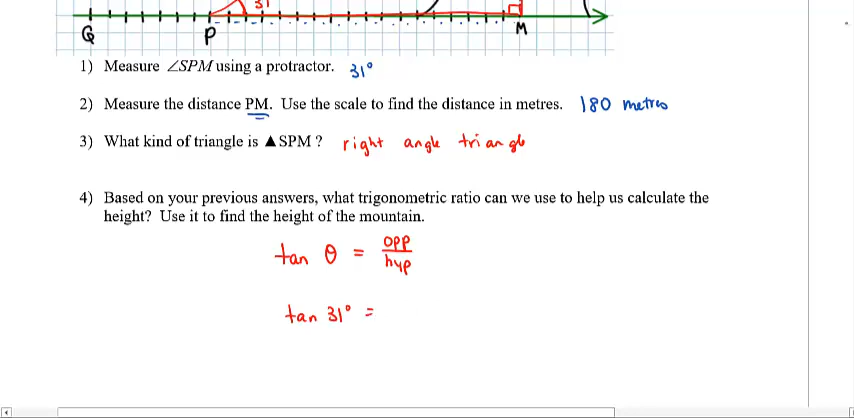 31
Q P M
1) Measure ∠SPM using a protractor. 31°
2) Measure the distance PM. Use the scale to find the distance in metres. 180 metres
3) What kind of triangle is ▲SPM ? right angle triangle
4) Based on your previous answers, what trigonometric ratio can we use to help us calculate the
height? Use it to find the height of the mountain.
tan θ = opp/hyp
tan 31° =